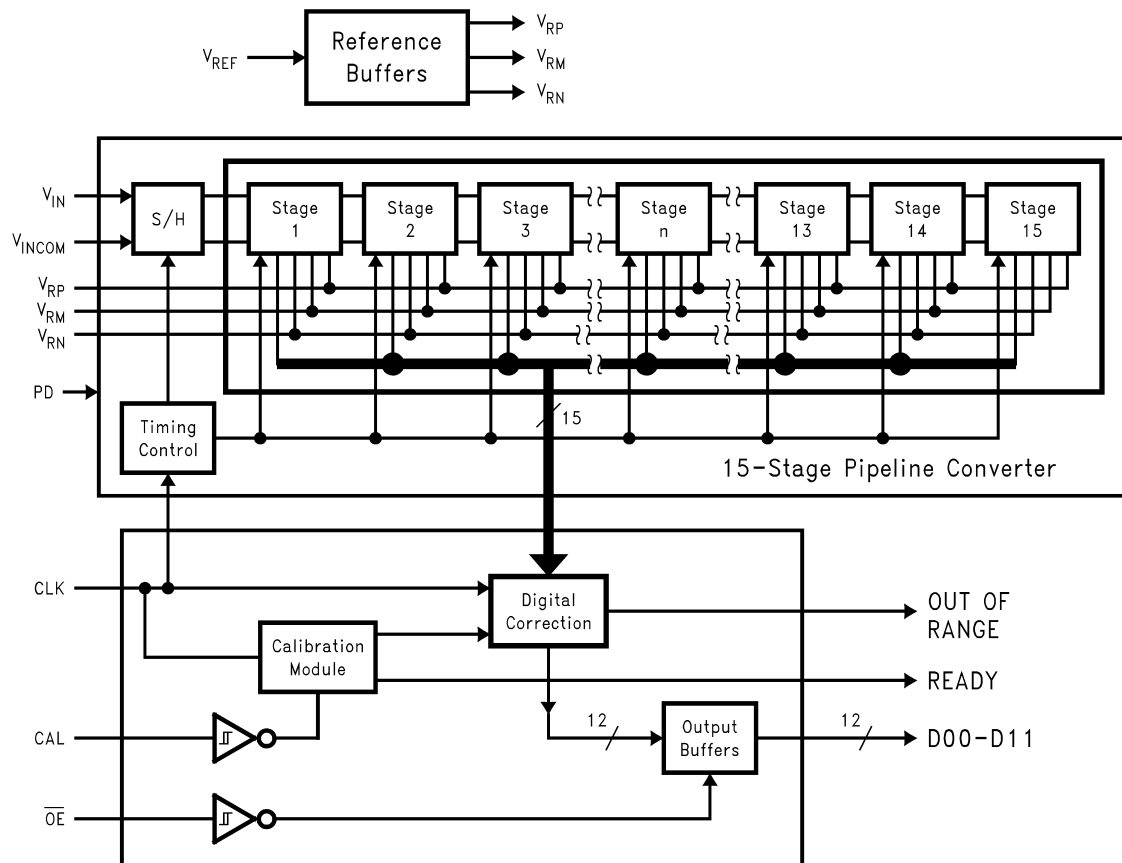 Reference
Buffers
V_REF
V_RP
V_RM
V_RN
V_IN
V_INCOM
V_RP
V_RM
V_RN
PD
S/H
Stage
1
Stage
2
Stage
3
Stage
n
Stage
13
Stage
14
Stage
15
Timing
Control
15
15-Stage Pipeline Converter
CLK
Digital
Correction
OUT OF
RANGE
Calibration
Module
READY
CAL
12
Output
Buffers
12
D00-D11
O̅E̅